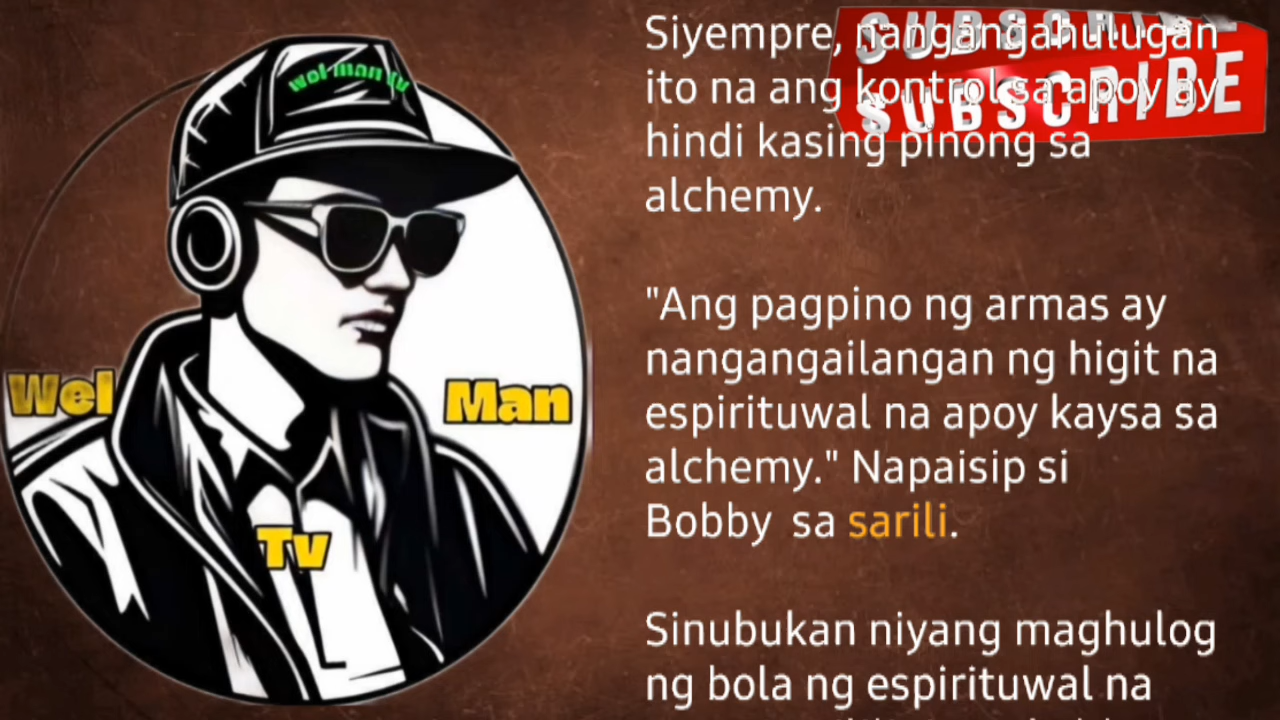 wel man tv
Wel
Man
Tv
SUBSCRIBE
SUBSCRIBE
Siyempre, nangangahulugan
ito na ang kontrol sa apoy ay
hindi kasing pinong sa
alchemy.
"Ang pagpino ng armas ay
nangangailangan ng higit na
espirituwal na apoy kaysa sa
alchemy." Napaisip si
Bobby sa sarili.
Sinubukan niyang maghulog
ng bola ng espirituwal na